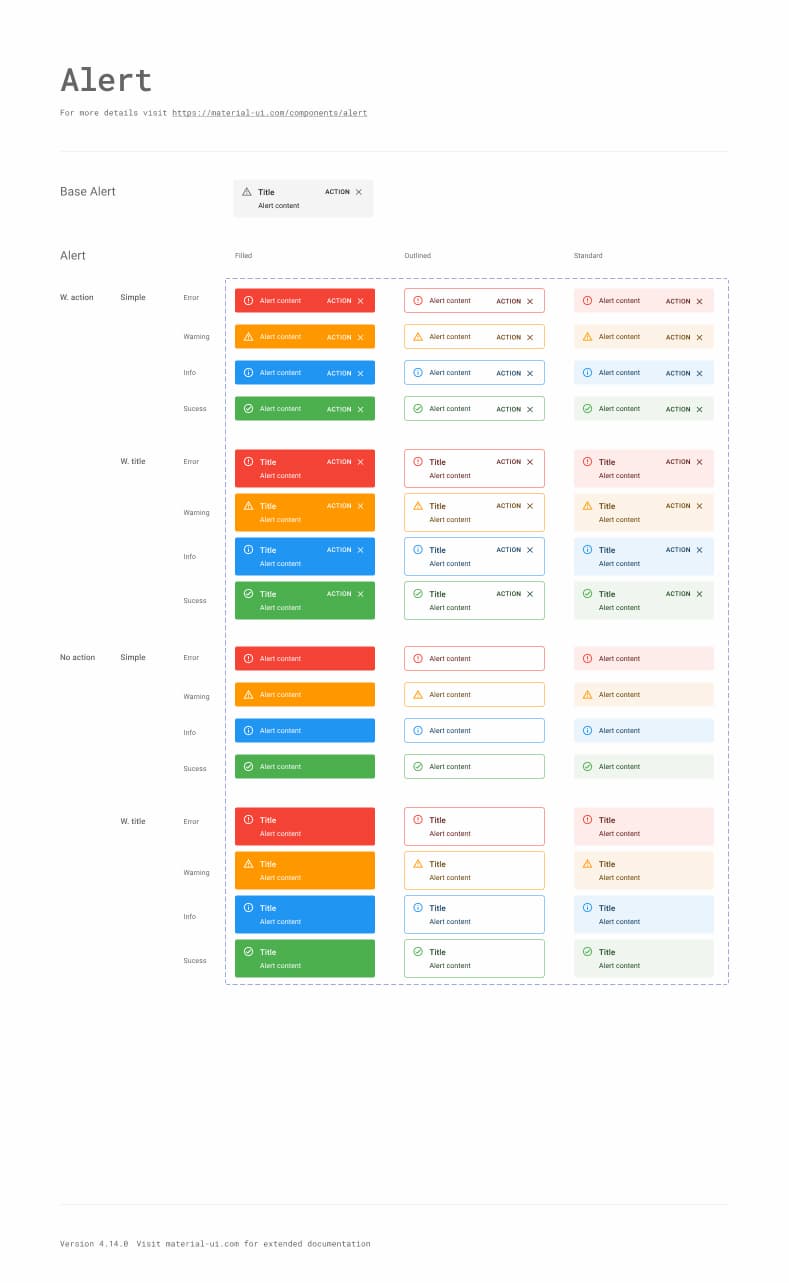 Alert
For more details visit https://material-ui.com/components/alert
Base Alert
Title ACTION
Alert content
Alert Filled Outlined Standard
W. action Simple Error Alert content ACTION Alert content ACTION Alert content ACTION
Warning Alert content ACTION Alert content ACTION Alert content ACTION
Info Alert content ACTION Alert content ACTION Alert content ACTION
Sucess Alert content ACTION Alert content ACTION Alert content ACTION
W. title Error Title ACTION Title ACTION Title ACTION
Alert content Alert content Alert content
Title ACTION Title ACTION Title ACTION
Warning
Alert content Alert content Alert content
Title ACTION Title ACTION Title ACTION
Info
Alert content Alert content Alert content
Title ACTION Title ACTION Title ACTION
Sucess
Alert content Alert content Alert content
No action Simple Error Alert content Alert content Alert content
Warning Alert content Alert content Alert content
Info Alert content Alert content Alert content
Sucess Alert content Alert content Alert content
W. title Error Title Title Title
Alert content Alert content Alert content
Title Title Title
Warning
Alert content Alert content Alert content
Title Title Title
Info
Alert content Alert content Alert content
Title Title Title
Sucess
Alert content Alert content Alert content
Version 4.14.0 Visit material-ui.com for extended documentation